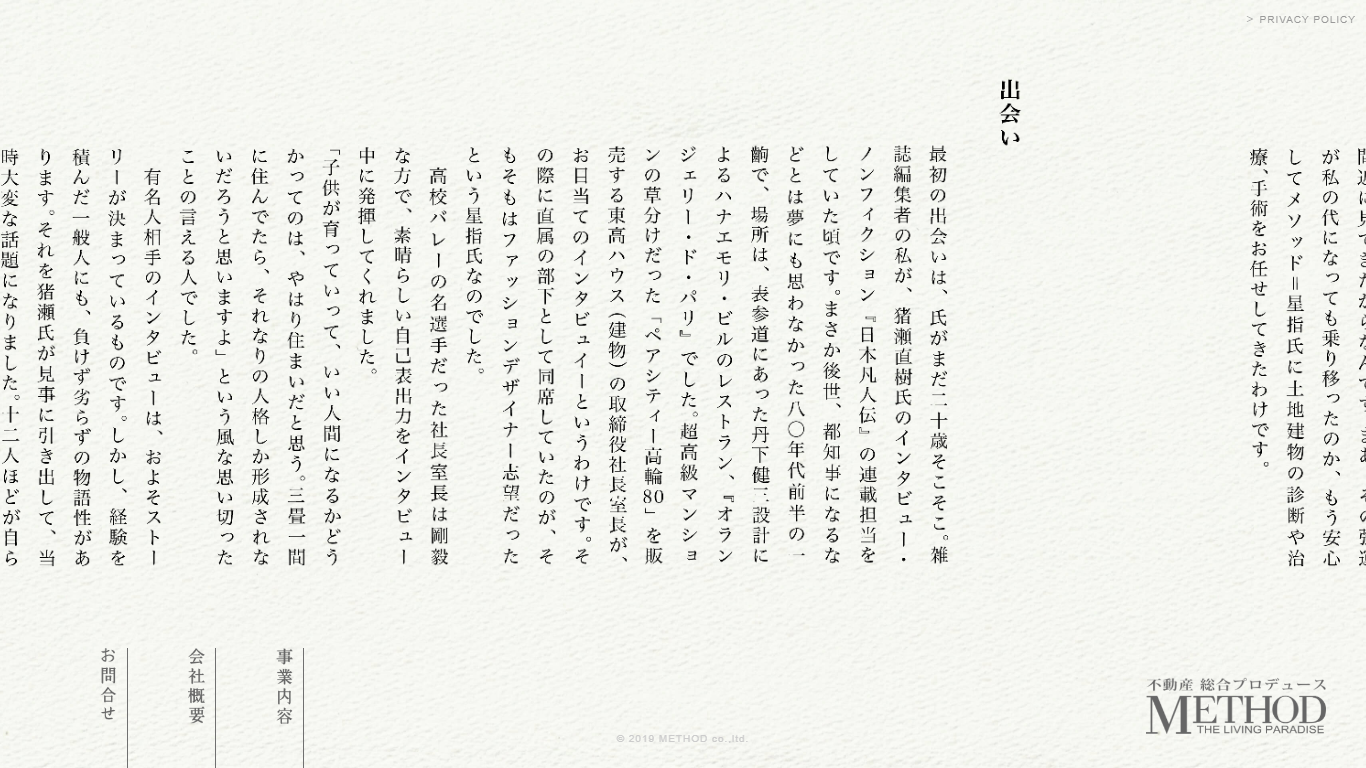 > PRIVACY POLICY
が私の代になっても乗り移ったのか、もう安心
してメソッド＝星指氏に土地建物の診断や治
療、手術をお任せしてきたわけです。
出会い
最初の出会いは、氏がまだ二十歳そこそこ。雑
誌編集者の私が、猪瀬直樹氏のインタビュー・
ノンフィクション『日本凡人伝』の連載担当を
していた頃です。まさか後世、都知事になるな
どとは夢にも思わなかった八〇年代前半の一
齣で、場所は、表参道にあった丹下健三設計に
よるハナエモリ・ビルのレストラン、『オラン
ジェリー・ド・パリ』でした。超高級マンショ
ンの草分けだった「ペアシティー高輪80」を販
売する東高ハウス(建物)の取締役社長室長が、
お目当てのインタビュイーというわけです。そ
の際に直属の部下として同席していたのが、そ
もそもはファッションデザイナー志望だった
という星指氏なのでした。
高校バレーの名選手だった社長室長は剛毅
な方で、素晴らしい自己表出力をインタビュー
中に発揮してくれました。
「子供が育っていって、いい人間になるかどう
かってのは、やはり住まいだと思う。三畳一間
に住んでたら、それなりの人格しか形成されな
いだろうと思いますよ」という風な思い切った
ことの言える人でした。
有名人相手のインタビューは、およそストー
リーが決まっているものです。しかし、経験を
積んだ一般人にも、負けず劣らずの物語性があ
ります。それを猪瀬氏が見事に引き出して、当
時大変な話題になりました。十二人ほどが自ら
事業内容
会社概要
お問合せ
© 2019 METHOD co.,ltd.
不動産 総合プロデュース
METHOD
THE LIVING PARADISE